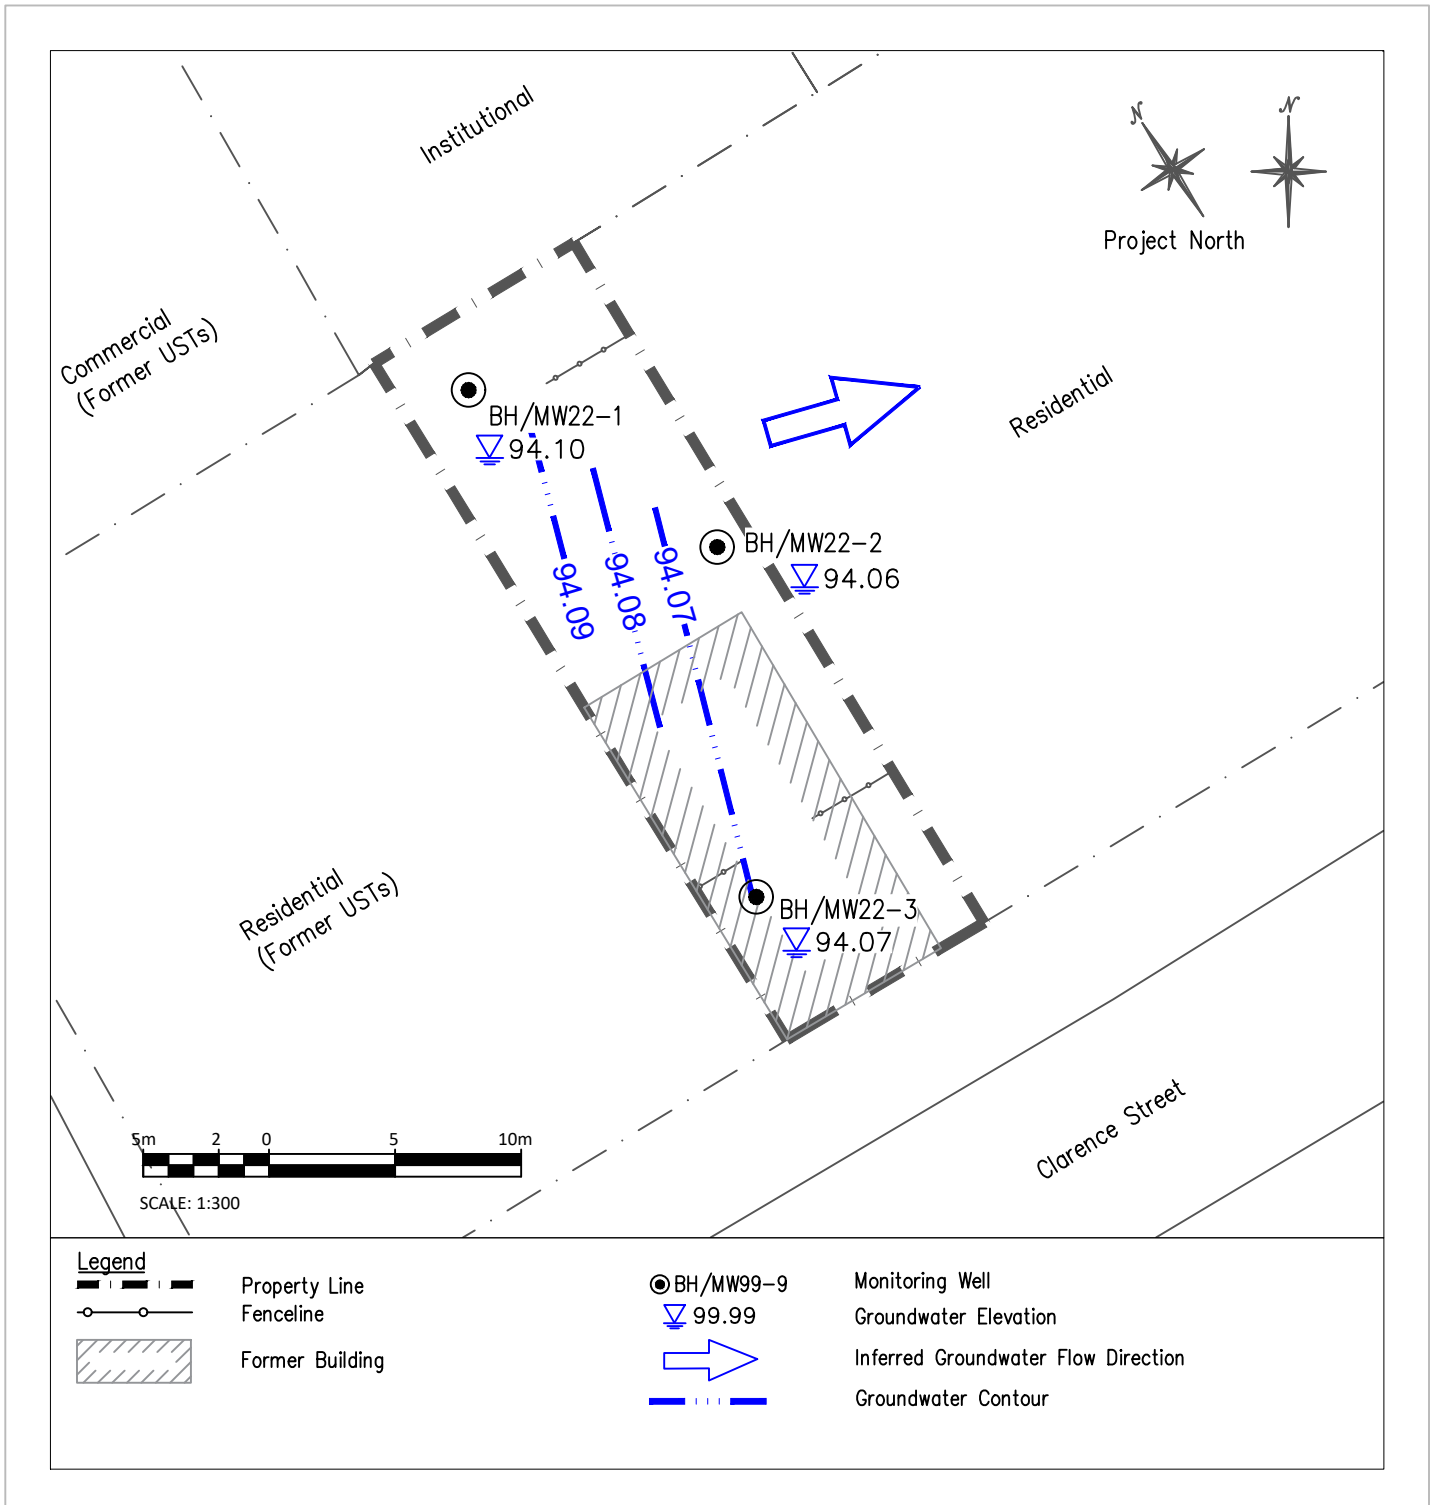 Institutional
N
N
Project North
Commercial
(Former USTs)
Residential
BH/MW22-1
94.10
BH/MW22-2
94.06
94.09
94.08
94.07
Residential
(Former USTs)
BH/MW22-3
94.07
Clarence Street
5m 2 0 5 10m
SCALE: 1:300
Legend
Property Line
Fenceline
Former Building
BH/MW99-9 Monitoring Well
99.99 Groundwater Elevation
Inferred Groundwater Flow Direction
Groundwater Contour